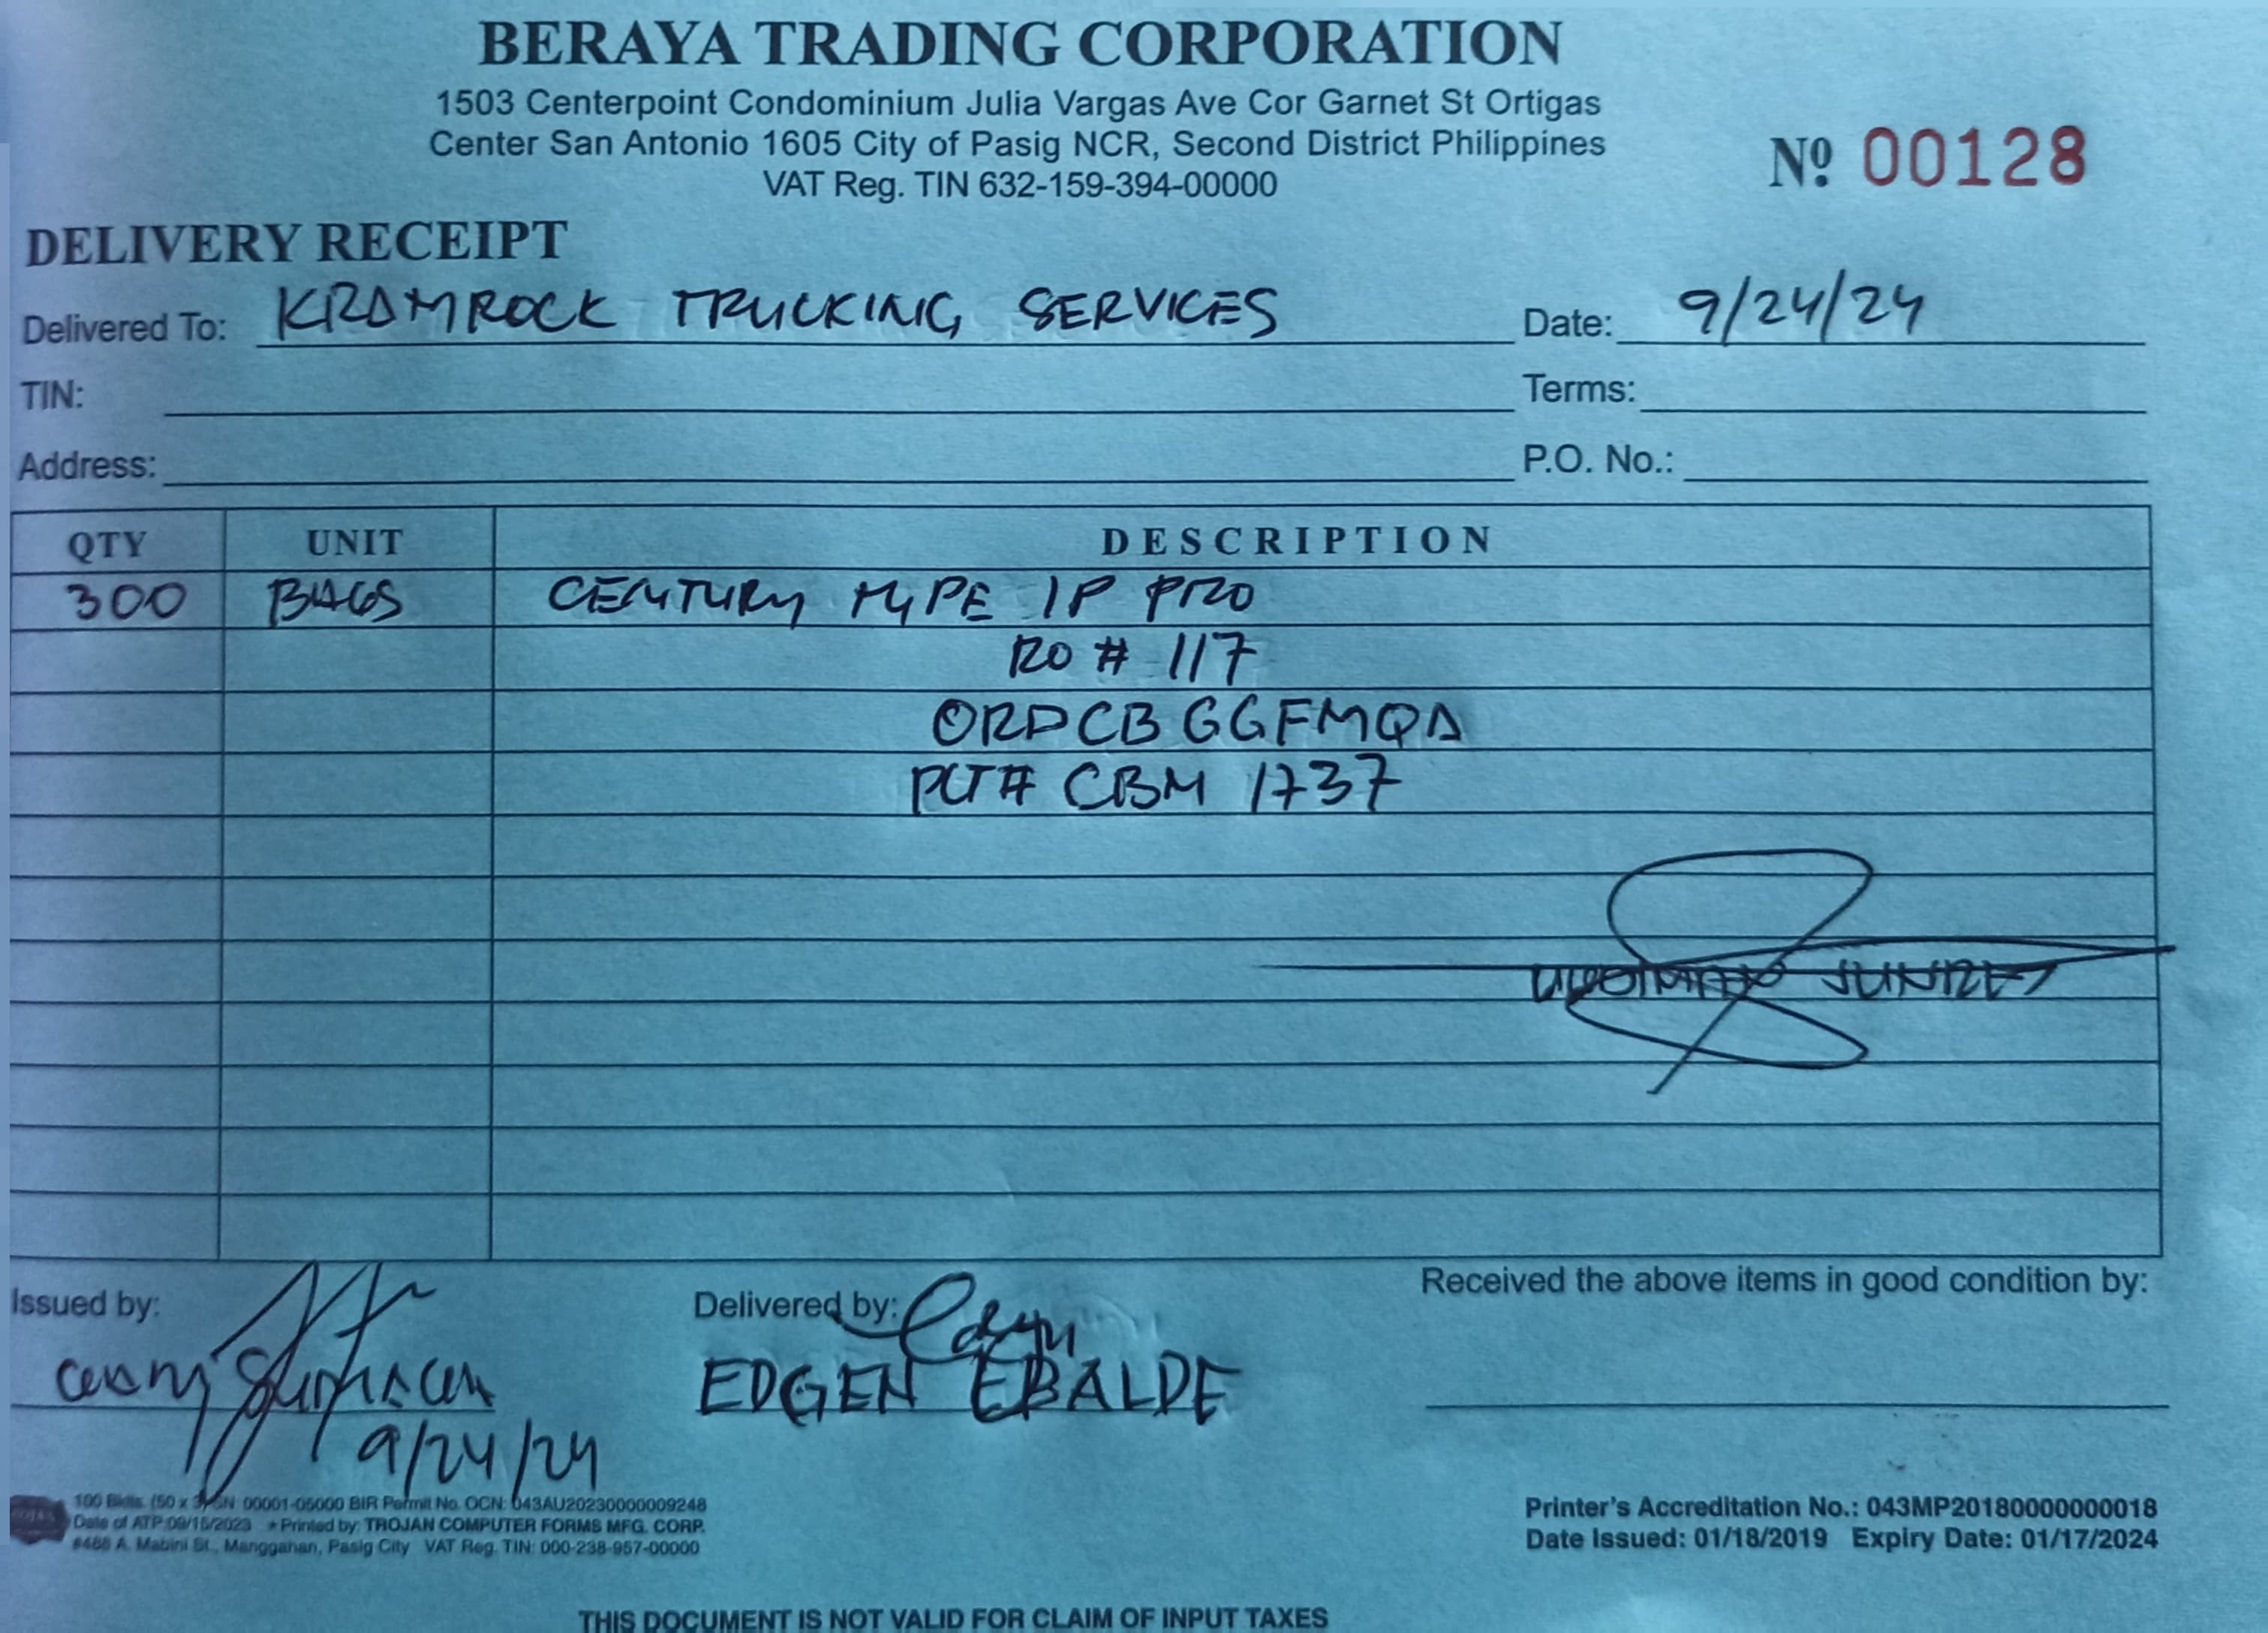 BERAYA TRADING CORPORATION
1503 Centerpoint Condominium Julia Vargas Ave Cor Garnet St Ortigas
Center San Antonio 1605 City of Pasig NCR, Second District Philippines
VAT Reg. TIN 632-159-394-00000
Nº 00128
DELIVERY RECEIPT
Delivered To: KRAMROCK TRUCKING SERVICES Date: 9/24/24
TIN: Terms:
Address: P.O. No.:
QTY UNIT DESCRIPTION
300 BAGS CENTURY TYPE 1P PRO
RO # 117
ORDCBGGFMQA
PLT# CBM 1737
JUNREY
Issued by: Delivered by: Received the above items in good condition by:
EDGEN EBALDE
9/24/24
100 Bklts. (50 x 3) SN: 00001-05000 BIR Permit No. OCN: 043AU20230000009248
Date of ATP:09/15/2023 *Printed by: TROJAN COMPUTER FORMS MFG. CORP.
#488 A. Mabini St., Manggahan, Pasig City VAT Reg. TIN: 000-238-957-00000
Printer's Accreditation No.: 043MP20180000000018
Date Issued: 01/18/2019 Expiry Date: 01/17/2024
THIS DOCUMENT IS NOT VALID FOR CLAIM OF INPUT TAXES